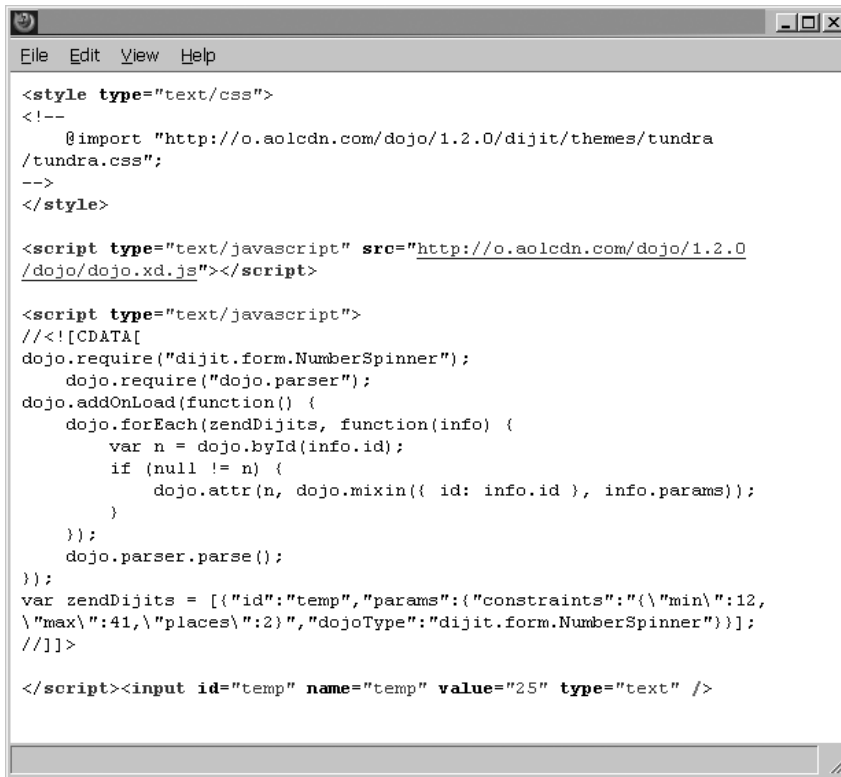 File Edit View Help
<style type="text/css">
<!--
    @import "http://o.aolcdn.com/dojo/1.2.0/dijit/themes/tundra
/tundra.css";
-->
</style>

<script type="text/javascript" src="http://o.aolcdn.com/dojo/1.2.0
/dojo/dojo.xd.js"></script>

<script type="text/javascript">
//<![CDATA[
dojo.require("dijit.form.NumberSpinner");
    dojo.require("dojo.parser");
dojo.addOnLoad(function() {
    dojo.forEach(zendDijits, function(info) {
        var n = dojo.byId(info.id);
        if (null != n) {
            dojo.attr(n, dojo.mixin({ id: info.id }, info.params));
        }
    });
    dojo.parser.parse();
});
var zendDijits = [{"id":"temp","params":{"constraints":"{\"min\":12,
\"max\":41,\"places\":2}","dojoType":"dijit.form.NumberSpinner"}}];
//]]>

</script><input id="temp" name="temp" value="25" type="text" />